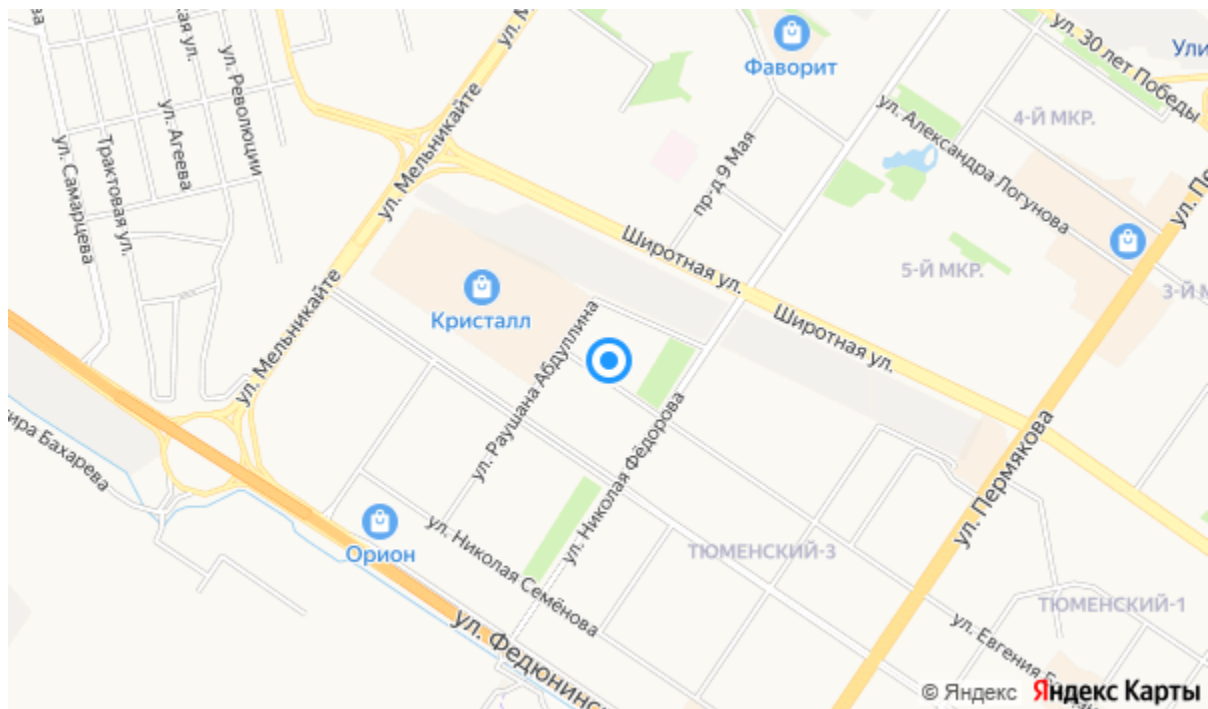 ул. 30 лет Победы
Ули
Фаворит
4-Й МКР.
ул. Революции
ул. Агеева
Трактовая ул.
ул. Самарцева
ул. Мельникайте
пр-д 9 Мая
ул. Александра Логунова
ул. П
Широтная ул.
5-Й МКР.
3-Й М
Кристалл
ул. Мельникайте
Широтная ул.
ул. Раушана Абдуллина
ул. Николая Фёдорова
ул. Пермякова
Бахарева
Орион
ул. Николая Семёнова
ТЮМЕНСКИЙ-3
ТЮМЕНСКИЙ-1
ул. Федюнинс
ул. Евгения
© Яндекс Яндекс Карты